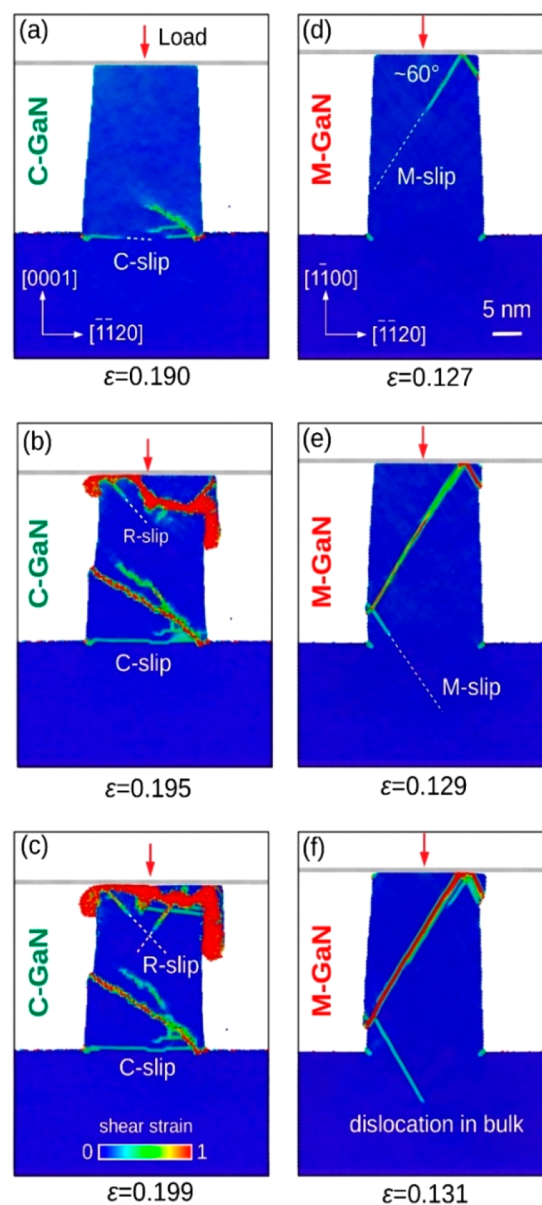 (a)
Load
C-GaN
C-slip
[0001]
[1̄1̄20]
ε=0.190
(d)
~60°
M-GaN
M-slip
[11̄00]
5 nm
[1̄1̄20]
ε=0.127
(b)
C-GaN
R-slip
C-slip
ε=0.195
(e)
M-GaN
M-slip
ε=0.129
(c)
C-GaN
R-slip
C-slip
shear strain
0 1
ε=0.199
(f)
M-GaN
dislocation in bulk
ε=0.131